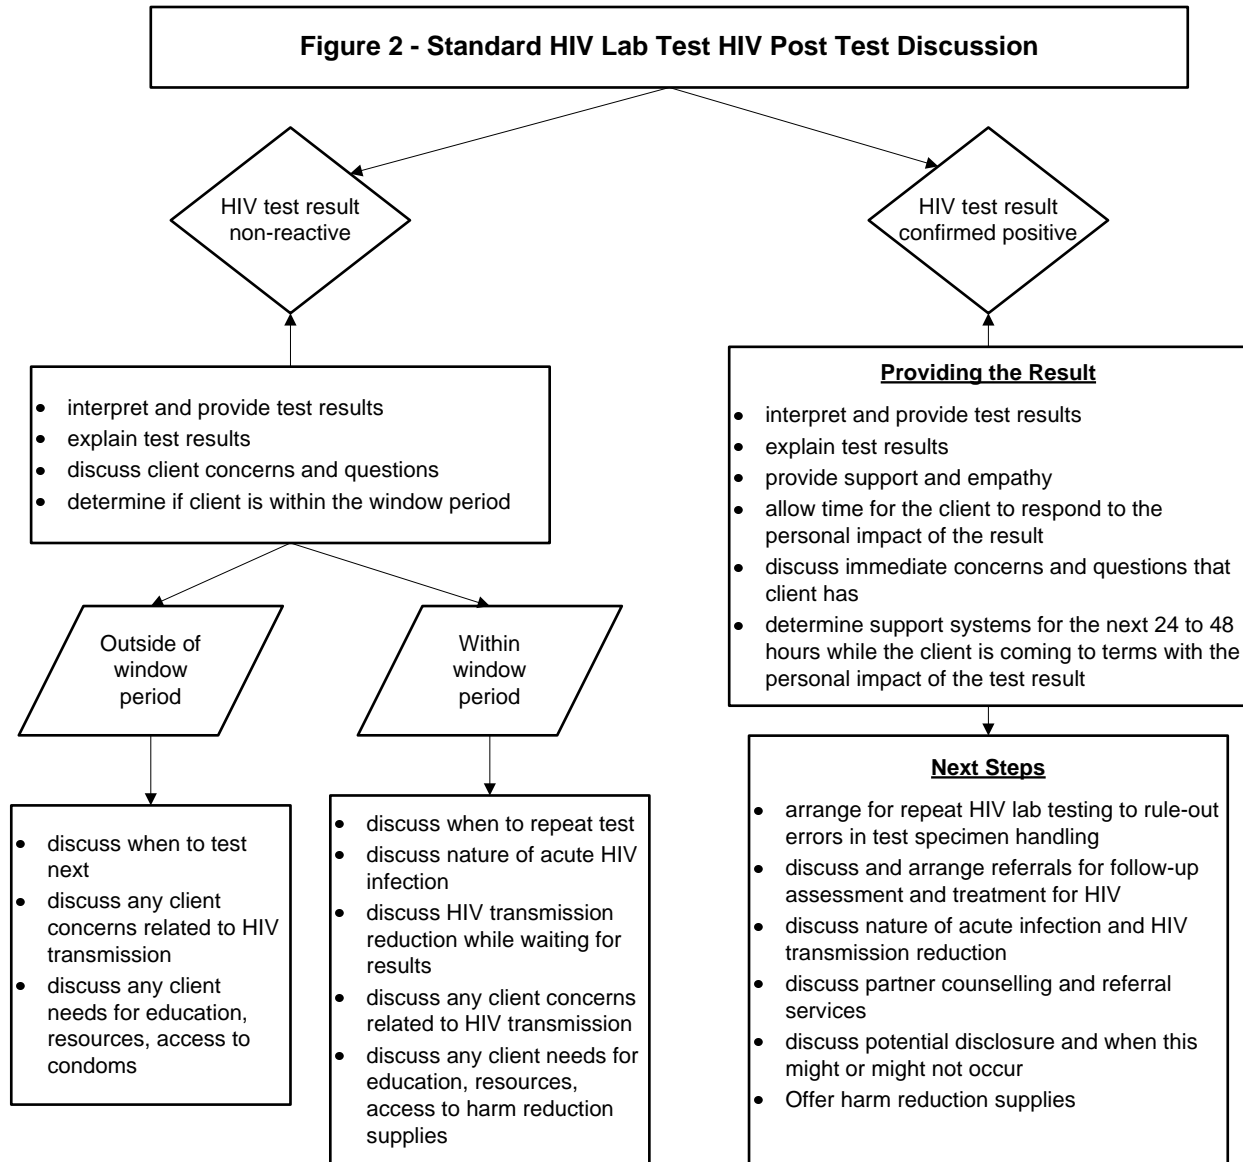 Figure 2 - Standard HIV Lab Test HIV Post Test Discussion
HIV test result
non-reactive
HIV test result
confirmed positive
• interpret and provide test results
• explain test results
• discuss client concerns and questions
• determine if client is within the window period
Providing the Result
• interpret and provide test results
• explain test results
• provide support and empathy
• allow time for the client to respond to the
personal impact of the result
• discuss immediate concerns and questions that
client has
• determine support systems for the next 24 to 48
hours while the client is coming to terms with the
personal impact of the test result
Outside of
window
period
Within
window
period
• discuss when to test
next
• discuss any client
concerns related to HIV
transmission
• discuss any client
needs for education,
resources, access to
condoms
• discuss when to repeat test
• discuss nature of acute HIV
infection
• discuss HIV transmission
reduction while waiting for
results
• discuss any client concerns
related to HIV transmission
• discuss any client needs for
education, resources,
access to harm reduction
supplies
Next Steps
• arrange for repeat HIV lab testing to rule-out
errors in test specimen handling
• discuss and arrange referrals for follow-up
assessment and treatment for HIV
• discuss nature of acute infection and HIV
transmission reduction
• discuss partner counselling and referral
services
• discuss potential disclosure and when this
might or might not occur
• Offer harm reduction supplies